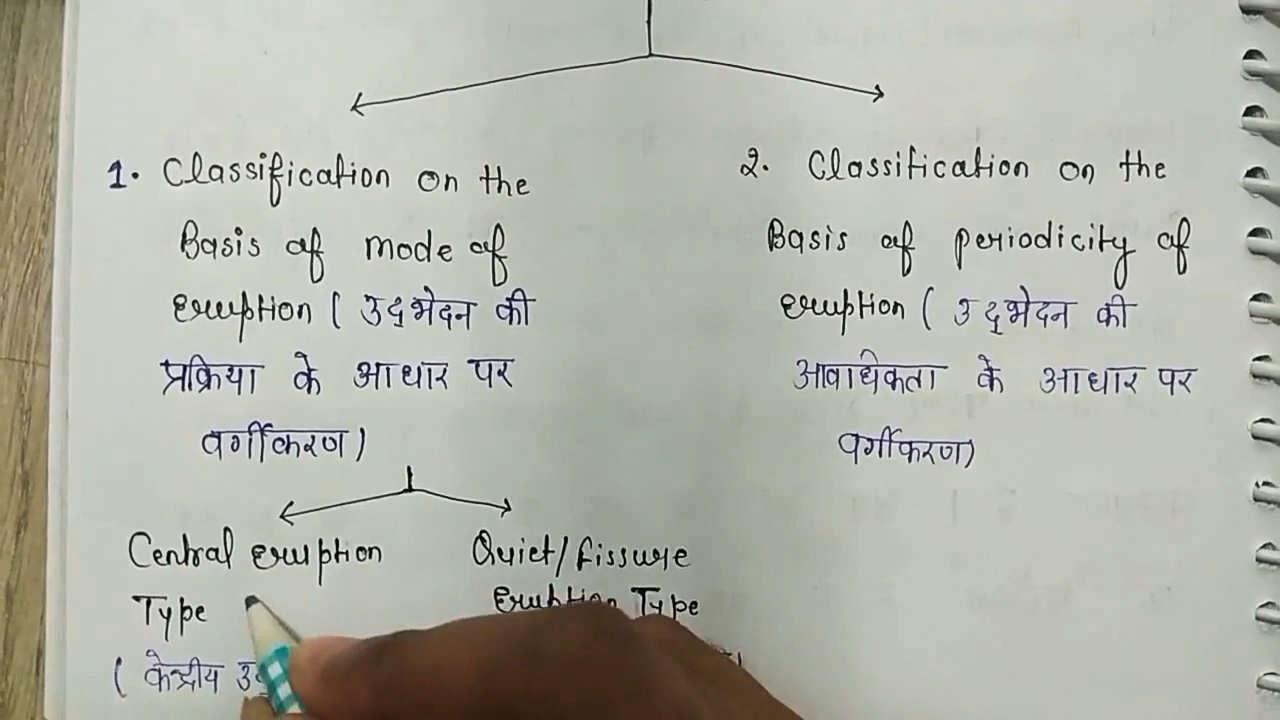 1. Classification on the
Basis of mode of
eruption ( उद्भेदन की
प्रक्रिया के आधार पर
वर्गीकरण)
2. Classification on the
Basis of periodicity of
eruption ( उद्भेदन की
आवाधिकता के आधार पर
वर्गीकरण)
Central eruption
Type
( केन्द्रीय
Quiet/fissure
Eruption Type